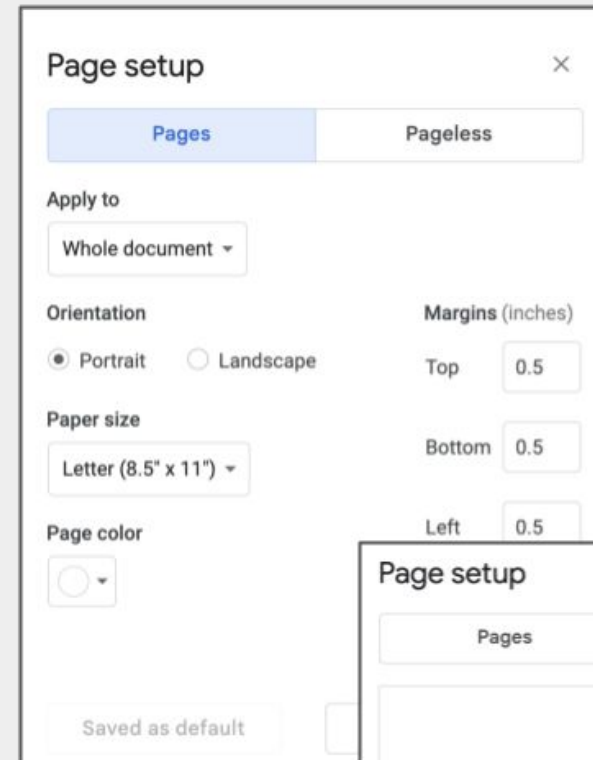 Page setup
Pages Pageless
Apply to
Whole document
Orientation Margins (inches)
Portrait Landscape Top 0.5
Paper size
Bottom 0.5
Letter (8.5" x 11")
Page color Left 0.5
Page setup
Pages
Saved as default